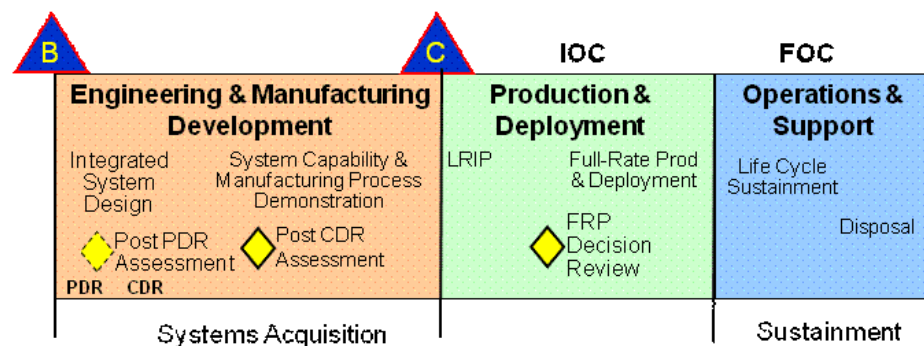 B
C
IOC
FOC
Engineering & Manufacturing
Development
Production &
Deployment
Operations &
Support
Integrated
System
Design
System Capability &
Manufacturing Process
Demonstration
LRIP
Full-Rate Prod
& Deployment
Life Cycle
Sustainment
Post PDR
Assessment
Post CDR
Assessment
FRP
Decision
Review
Disposal
PDR
CDR
Systems Acquisition
Sustainment